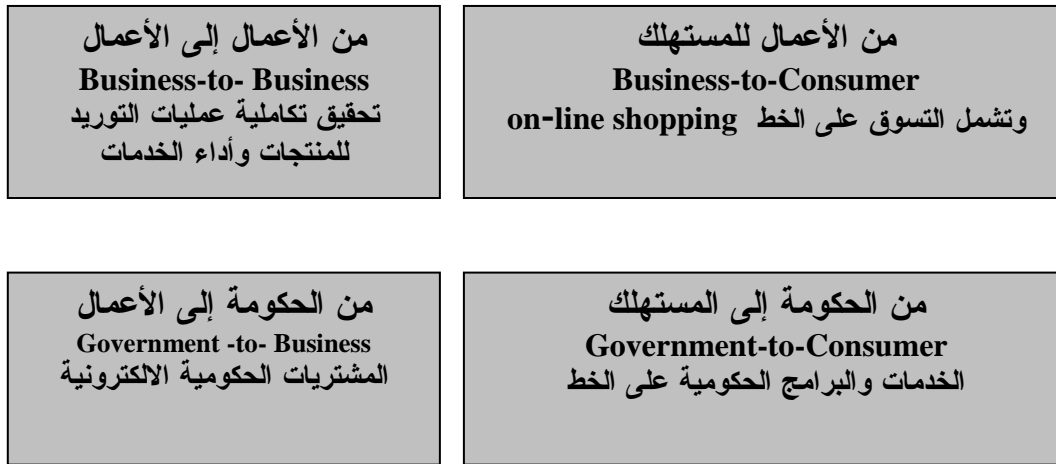 من الأعمال للمستهلك
Business-to-Consumer
وتشمل التسوق على الخط on-line shopping
من الأعمال إلى الأعمال
Business-to- Business
تحقيق تكاملية عمليات التوريد
للمنتجات وأداء الخدمات
من الحكومة إلى المستهلك
Government-to-Consumer
الخدمات والبرامج الحكومية على الخط
من الحكومة إلى الأعمال
Government -to- Business
المشتريات الحكومية الالكترونية